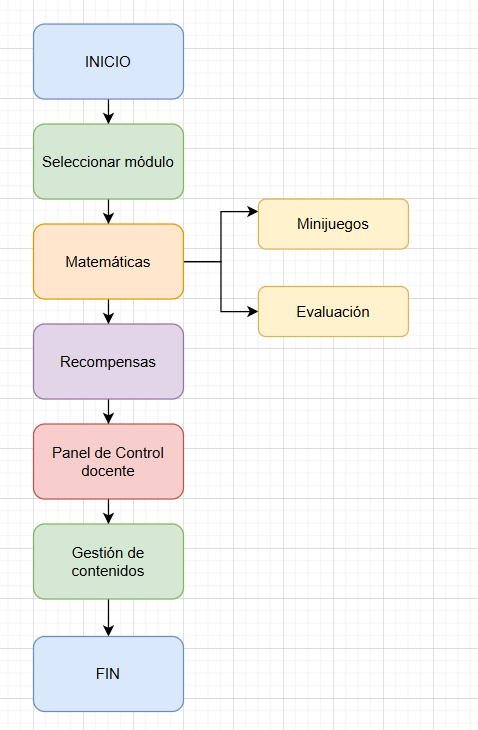 INICIO
Seleccionar módulo
Matemáticas
Minijuegos
Evaluación
Recompensas
Panel de Control
docente
Gestión de
contenidos
FIN